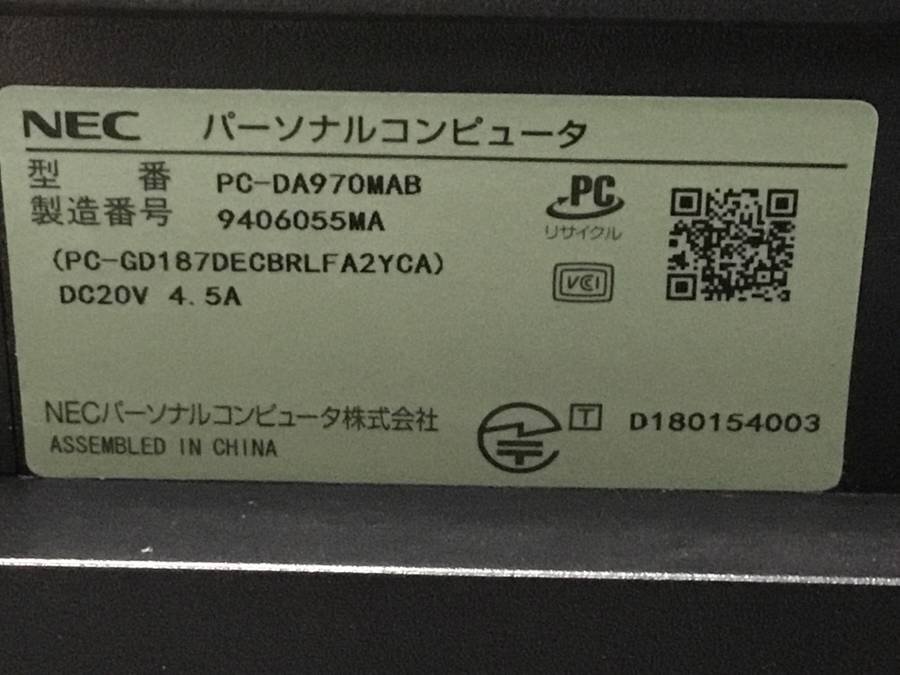 NEC パーソナルコンピュータ
型番 PC-DA970MAB
製造番号 9406055MA
(PC-GD187DECBRLFA2YCA)
DC20V 4.5A
PC
リサイクル
VCI
NECパーソナルコンピュータ株式会社
ASSEMBLED IN CHINA
T D180154003